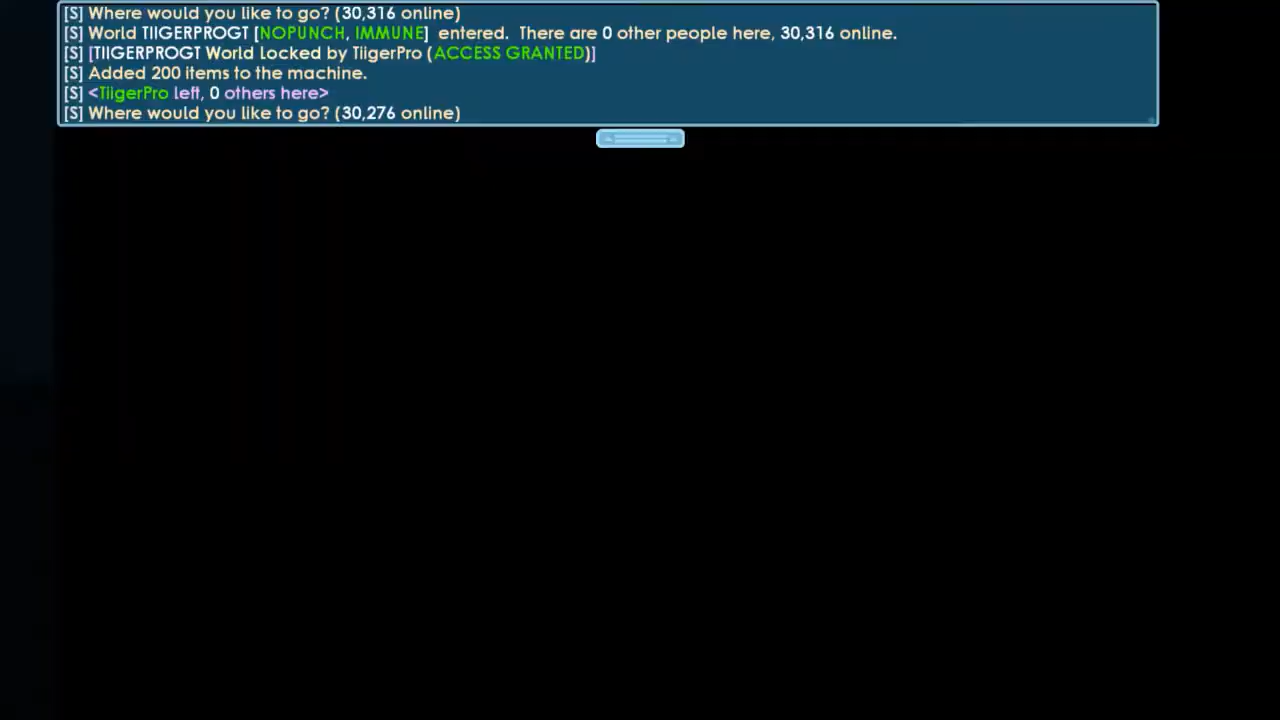 [S] Where would you like to go? (30,316 online)
[S] World TIIGERPROGT [NOPUNCH, IMMUNE] entered. There are 0 other people here, 30,316 online.
[S] [TIIGERPROGT World Locked by TiigerPro (ACCESS GRANTED)]
[S] Added 200 items to the machine.
[S] <TiigerPro left, 0 others here>
[S] Where would you like to go? (30,276 online)